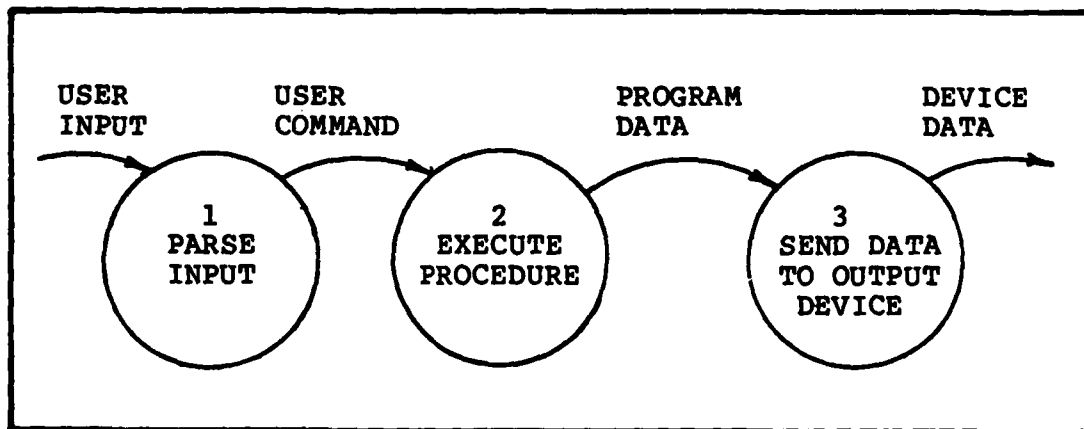 USER
INPUT
USER
COMMAND
PROGRAM
DATA
DEVICE
DATA
1
PARSE
INPUT
2
EXECUTE
PROCEDURE
3
SEND DATA
TO OUTPUT
DEVICE